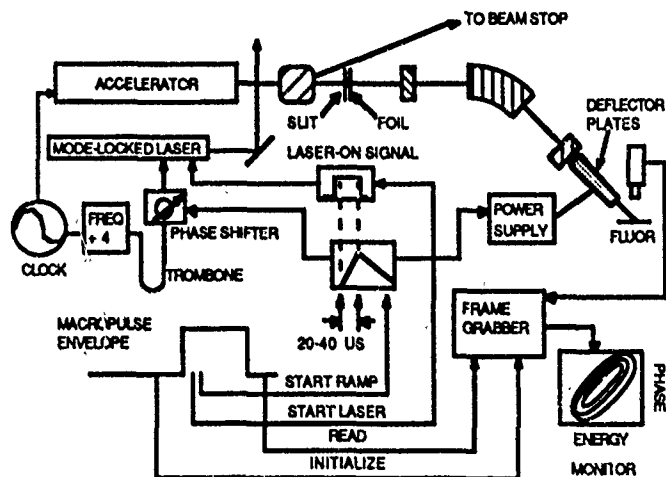 TO BEAM STOP
ACCELERATOR
SLIT
FOIL
DEFLECTOR
PLATES
MODE-LOCKED LASER
LASER-ON SIGNAL
FREQ
÷ 4
PHASE SHIFTER
POWER
SUPPLY
FLUOR
CLOCK
TROMBONE
MACROPULSE
ENVELOPE
20-40 US
FRAME
GRABBER
START RAMP
START LASER
READ
INITIALIZE
PHASE
ENERGY
MONITOR